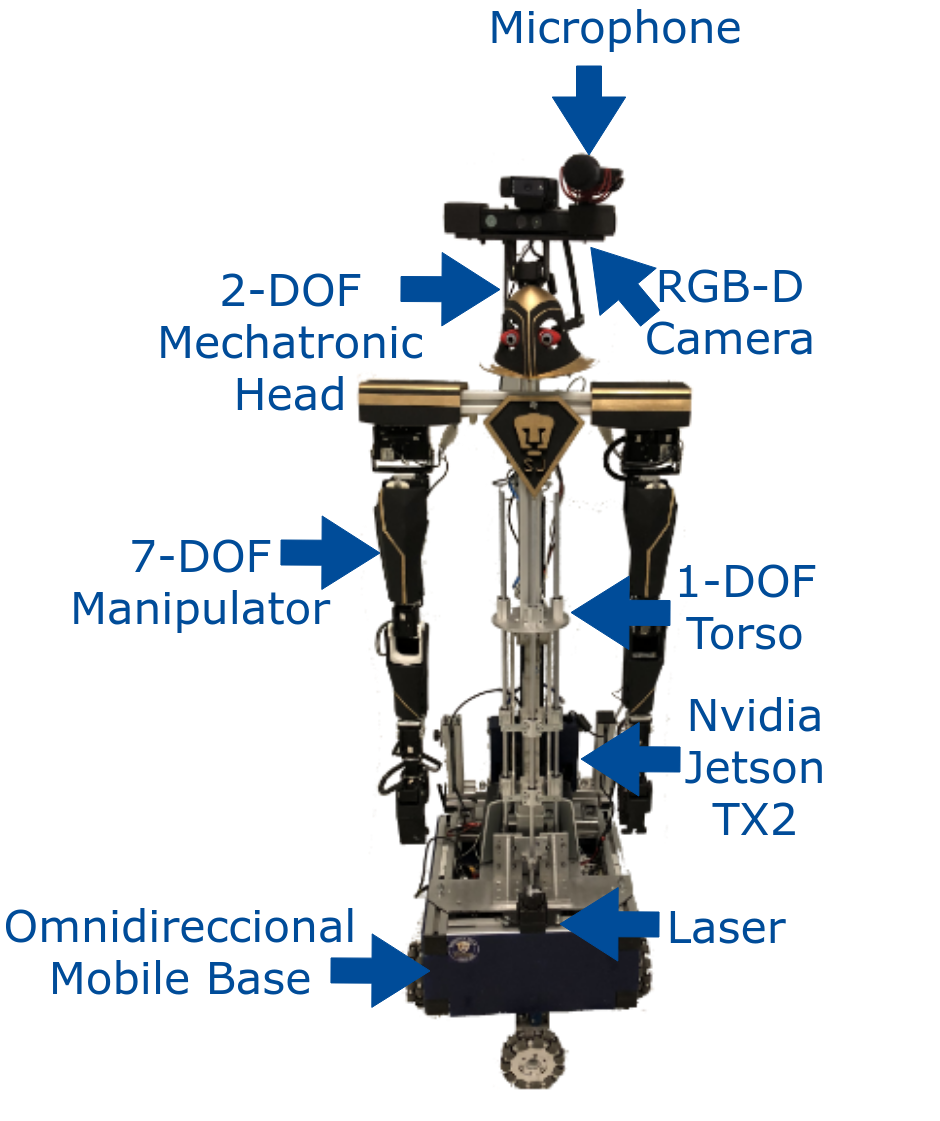 Microphone
2-DOF
Mechatronic
Head
RGB-D
Camera
7-DOF
Manipulator
1-DOF
Torso
Nvidia
Jetson
TX2
Omnidireccional
Mobile Base
Laser